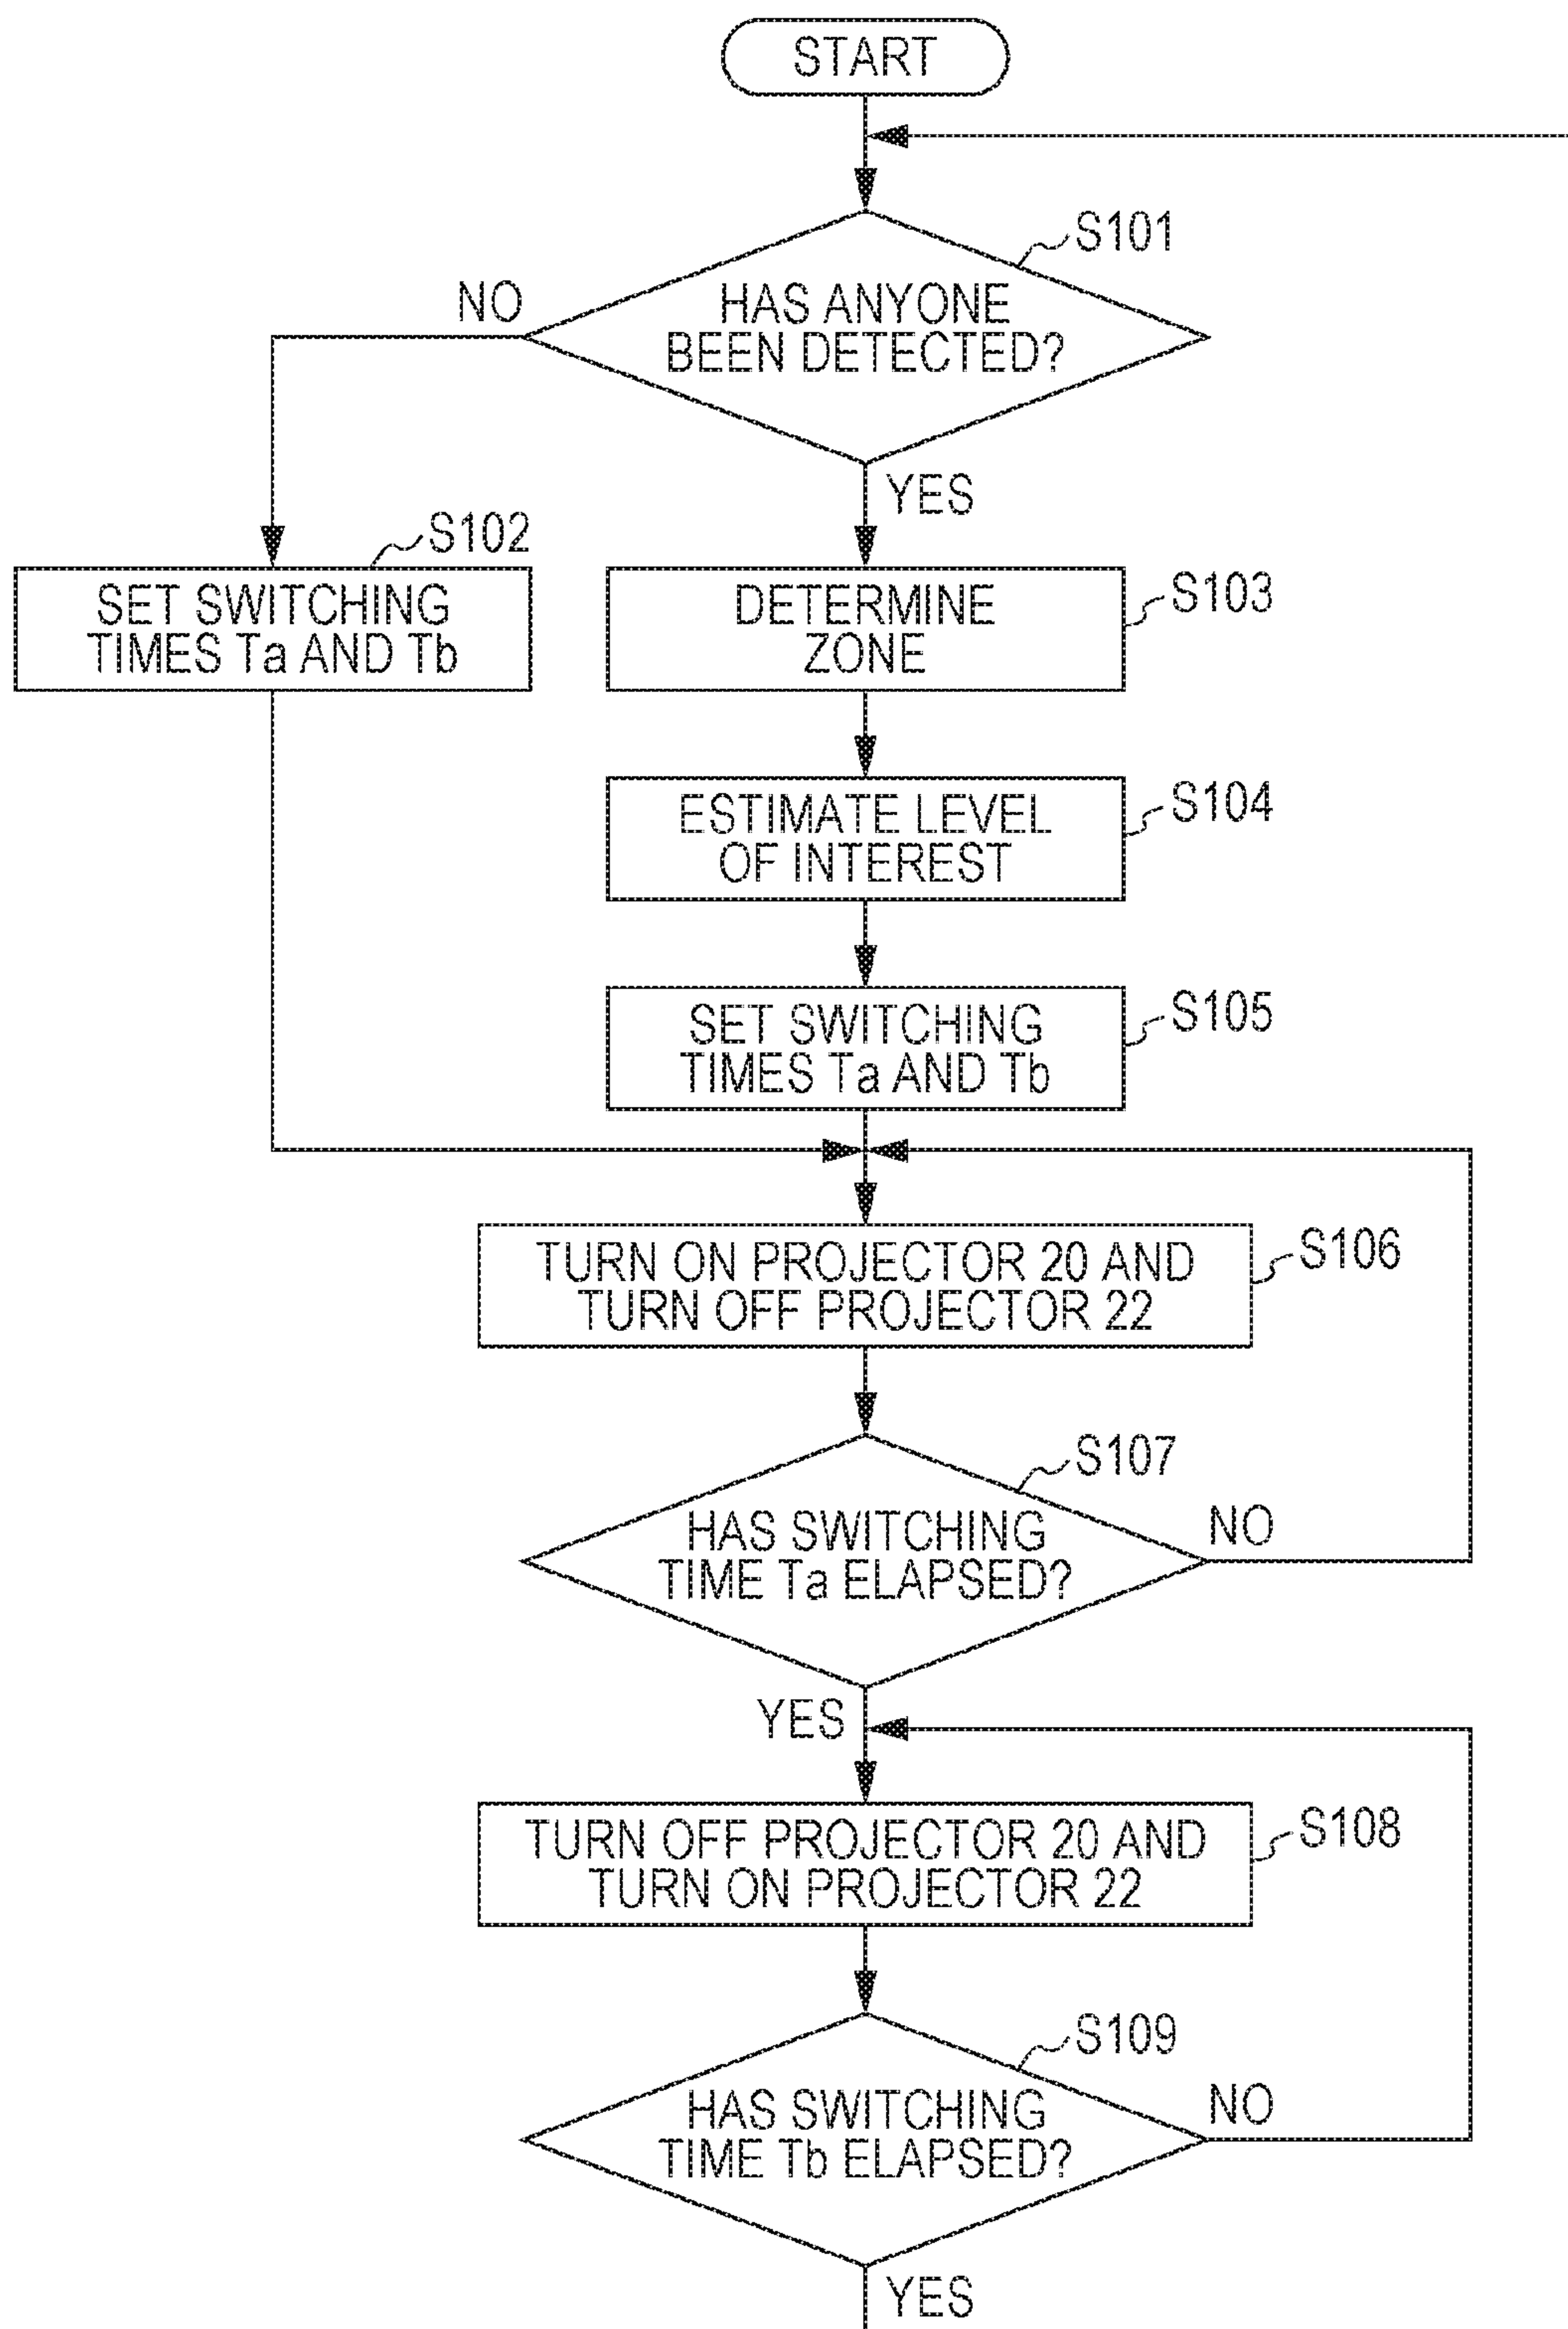 START
S101
HAS ANYONE
BEEN DETECTED?
NO
YES
S102
SET SWITCHING
TIMES Ta AND Tb
S103
DETERMINE
ZONE
S104
ESTIMATE LEVEL
OF INTEREST
S105
SET SWITCHING
TIMES Ta AND Tb
S106
TURN ON PROJECTOR 20 AND
TURN OFF PROJECTOR 22
S107
HAS SWITCHING
TIME Ta ELAPSED?
NO
YES
S108
TURN OFF PROJECTOR 20 AND
TURN ON PROJECTOR 22
S109
HAS SWITCHING
TIME Tb ELAPSED?
NO
YES